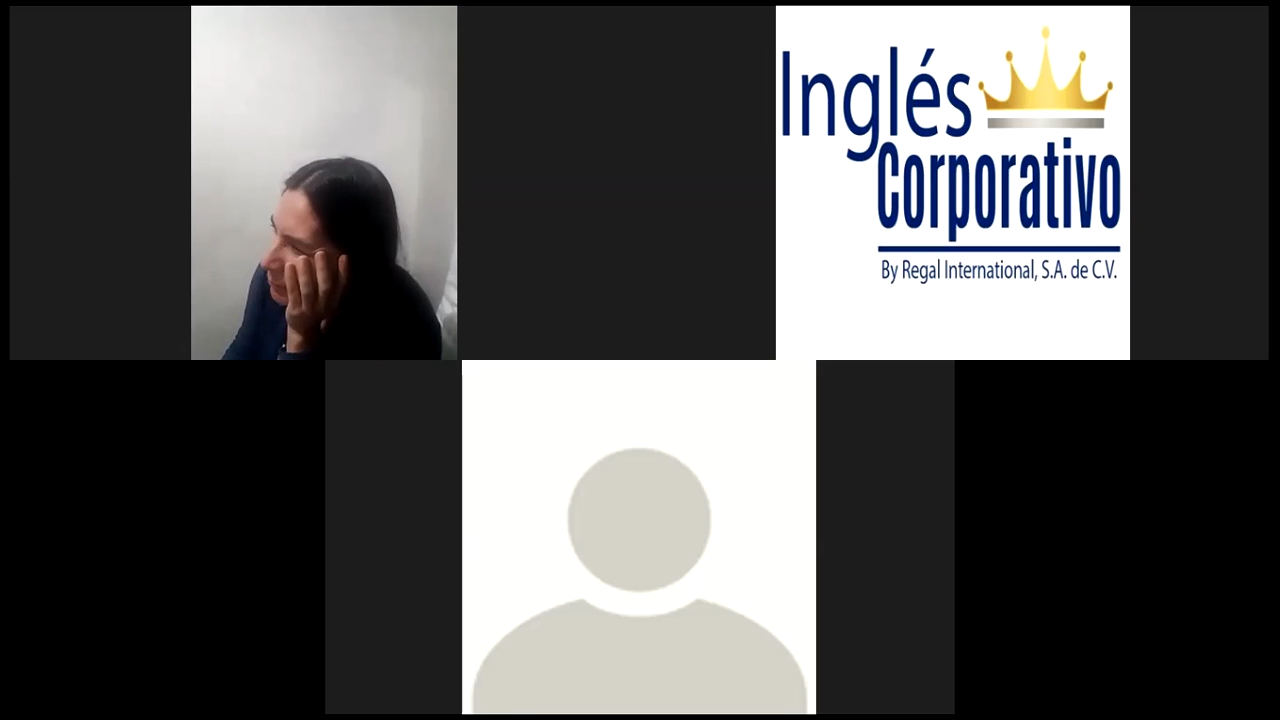 Inglés
Corporativo
By Regal International, S.A. de C.V.